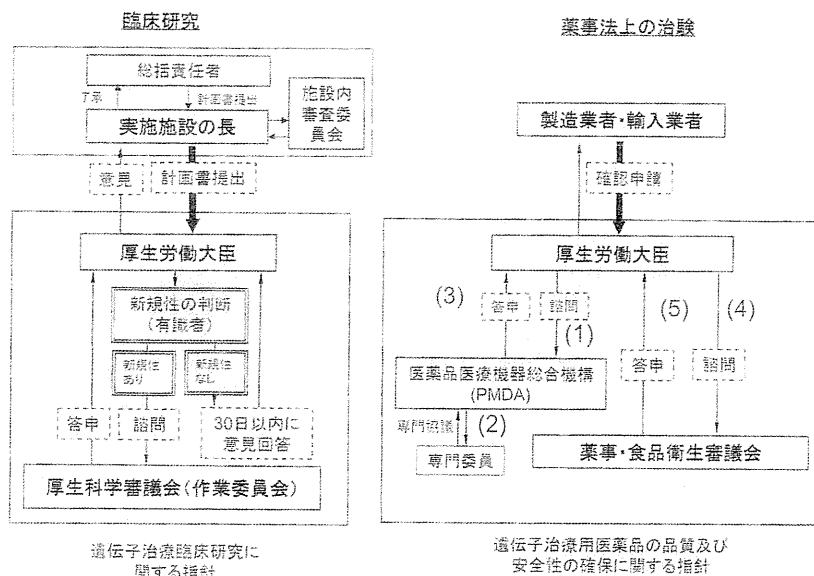 臨床研究
総括責任者
了承
計画書提出
実施施設の長
施設内
審査委
員会
意見
計画書提出
厚生労働大臣
新規性の判断
(有識者)
新規性
あり
新規性
なし
答申
諮問
30日以内に
意見回答
厚生科学審議会(作業委員会)
遺伝子治療臨床研究に
関する指針
薬事法上の治験
製造業者・輸入業者
確認申請
厚生労働大臣
(3)
答申
諮問
(1)
(5)
(4)
医薬品医療機器総合機構
(PMDA)
専門協議
(2)
専門委員
答申
諮問
薬事・食品衛生審議会
遺伝子治療用医薬品の品質及び
安全性の確保に関する指針